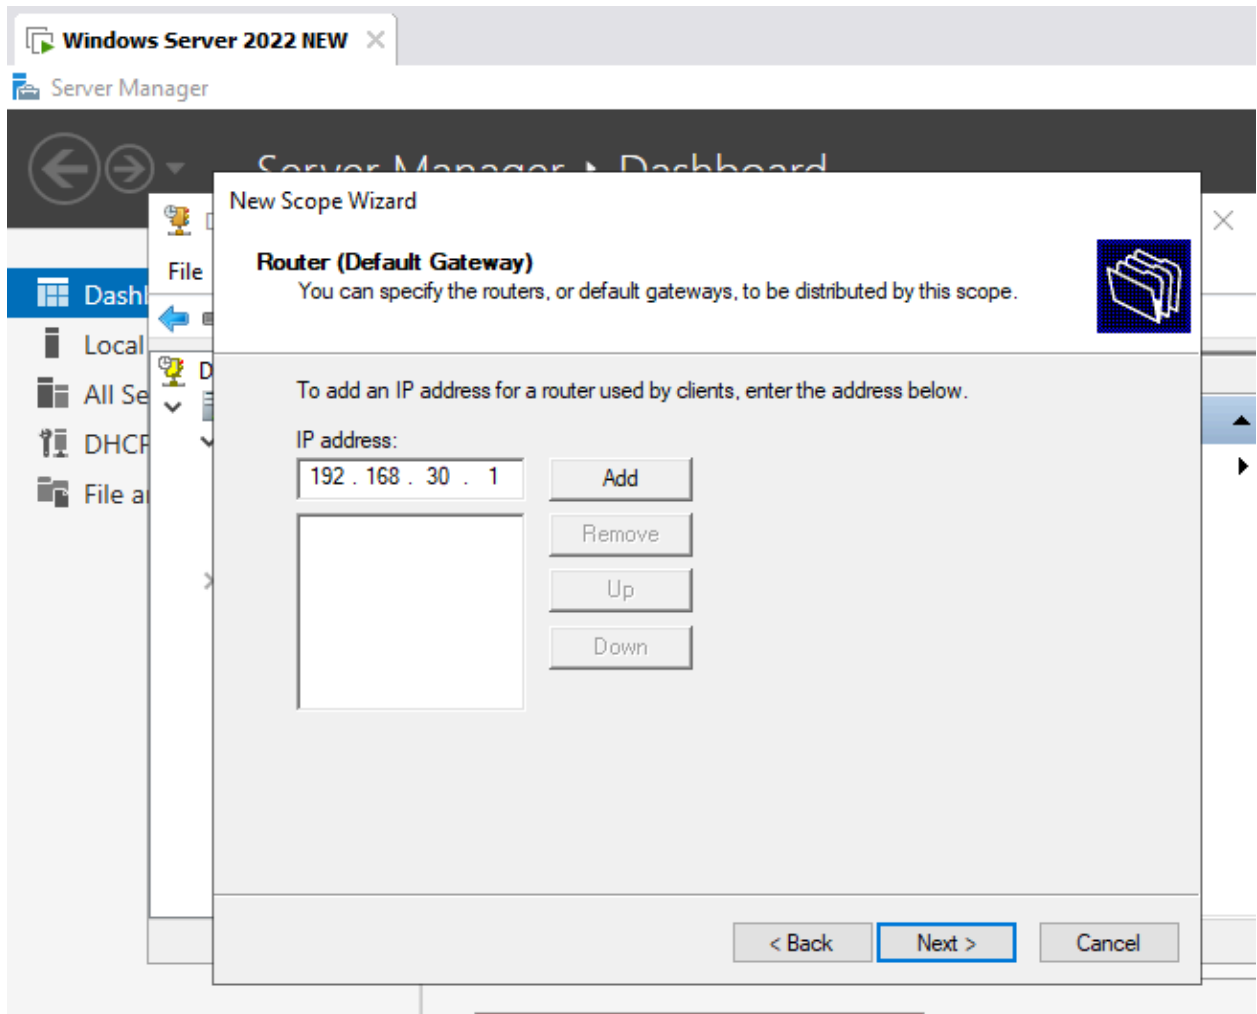 Windows Server 2022 NEW
Server Manager
Server Manager Dashboard
New Scope Wizard
File
Router (Default Gateway)
You can specify the routers, or default gateways, to be distributed by this scope.
To add an IP address for a router used by clients, enter the address below.
IP address:
192 . 168 . 30 . 1
Add
Remove
Up
Down
< Back
Next >
Cancel
Dashl
Local
All Se
DHCP
File a
D